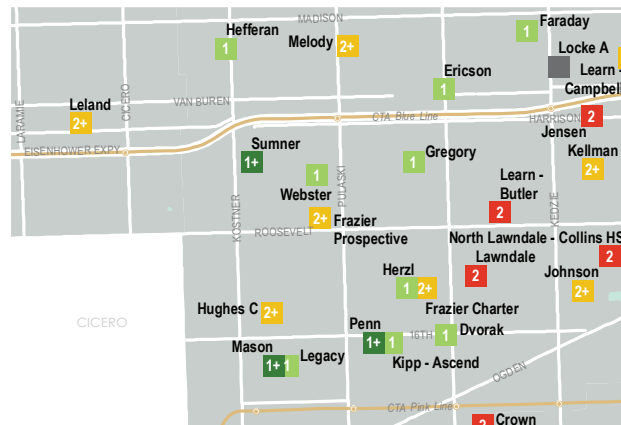 MADISON
Faraday
1
Hefferan
1
Melody
2+
Locke A
Learn -
Campbell
Ericson
1
Leland
2+
VAN BUREN
LARAMIE
CICERO
CTA Blue Line
HARRISON
2
Jensen
EISENHOWER EXPY
Sumner
1+
Gregory
1
Kellman
2+
Webster
1
PULASKI
Learn -
Butler
2
KEDZIE
KOSTNER
2+
Frazier
Prospective
ROOSEVELT
North Lawndale - Collins HS
2
Lawndale
2
Herzl
1
2+
Frazier Charter
Johnson
2+
Hughes C
2+
CICERO
Penn
1+
1
Kipp - Ascend
16TH
Dvorak
1
Mason
1+
1
Legacy
OGDEN
CTA Pink Line
2
Crown